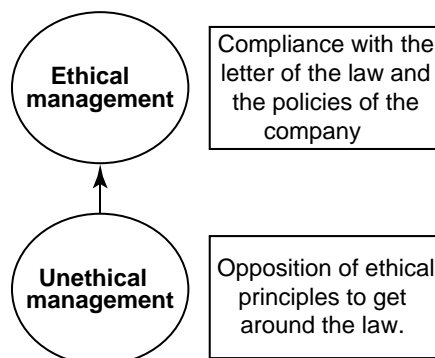 Ethical
management
Compliance with the
letter of the law and
the policies of the
company
Unethical
management
Opposition of ethical
principles to get
around the law.